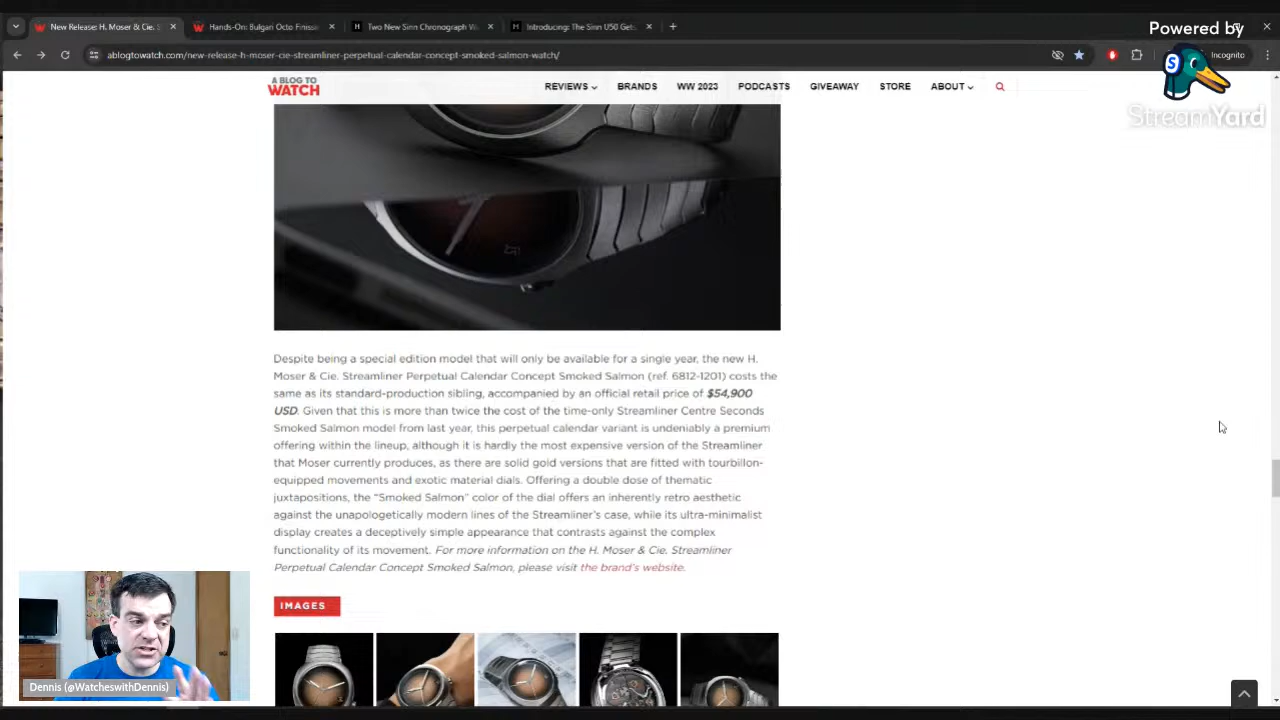 New Release: H. Moser & Cie. S
Hands-On: Bulgari Octo Finissi
Two New Sinn Chronograph W
Introducing: The Sinn U50 Gets
Powered by
ablogtowatch.com/new-release-h-moser-cie-streamliner-perpetual-calendar-concept-smoked-salmon-watch/
Incognito
StreamYard
A BLOG TO
WATCH
REVIEWS BRANDS WW 2023 PODCASTS GIVEAWAY STORE ABOUT
Despite being a special edition model that will only be available for a single year, the new H.
Moser & Cie. Streamliner Perpetual Calendar Concept Smoked Salmon (ref. 6812-1201) costs the
same as its standard-production sibling, accompanied by an official retail price of $54,900
USD. Given that this is more than twice the cost of the time-only Streamliner Centre Seconds
Smoked Salmon model from last year, this perpetual calendar variant is undeniably a premium
offering within the lineup, although it is hardly the most expensive version of the Streamliner
that Moser currently produces, as there are solid gold versions that are fitted with tourbillon-
equipped movements and exotic material dials. Offering a double dose of thematic
juxtapositions, the “Smoked Salmon” color of the dial offers an inherently retro aesthetic
against the unapologetically modern lines of the Streamliner's case, while its ultra-minimalist
display creates a deceptively simple appearance that contrasts against the complex
functionality of its movement. For more information on the H. Moser & Cie. Streamliner
Perpetual Calendar Concept Smoked Salmon, please visit the brand's website.
IMAGES
Dennis (@WatcheswithDennis)